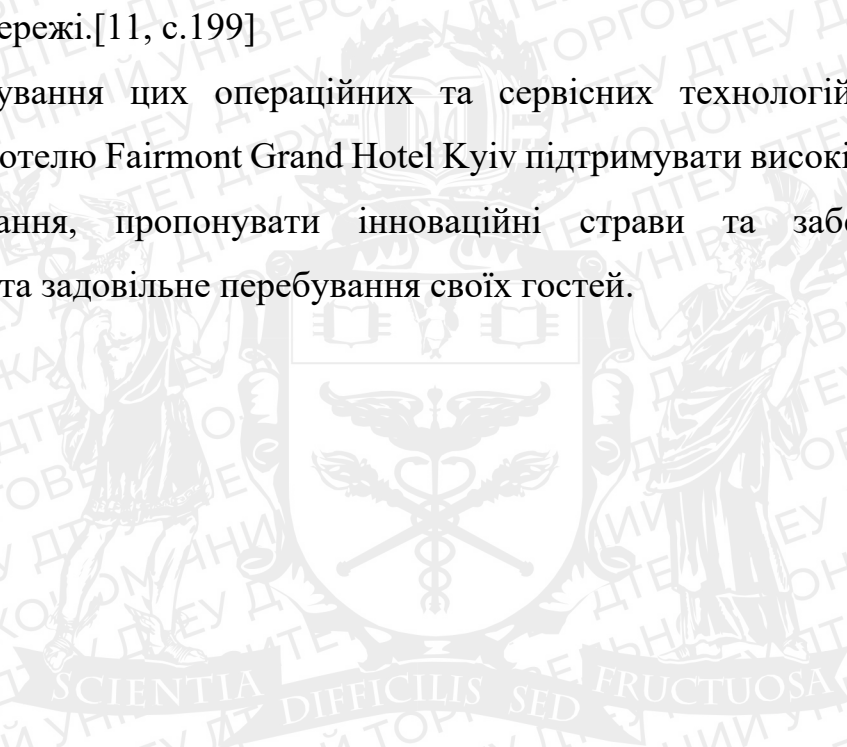 ережі.[11, с.199]
ування цих операційних та сервісних технологій
отелю Fairmont Grand Hotel Kyiv підтримувати високі
ання, пропонувати інноваційні страви та заб
та задовільне перебування своїх гостей.
SCIENTIA DIFFICILIS SED FRUCTUOSA